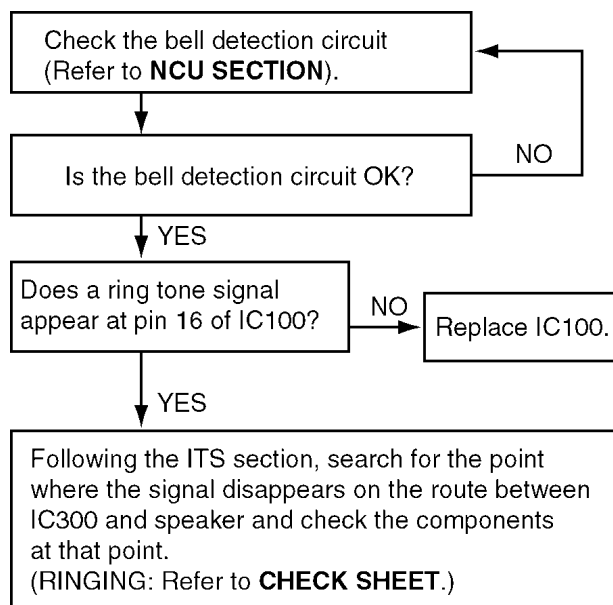 Check the bell detection circuit
(Refer to NCU SECTION).
Is the bell detection circuit OK?
NO
YES
Does a ring tone signal
appear at pin 16 of IC100?
NO
Replace IC100.
YES
Following the ITS section, search for the point
where the signal disappears on the route between
IC300 and speaker and check the components
at that point.
(RINGING: Refer to CHECK SHEET.)